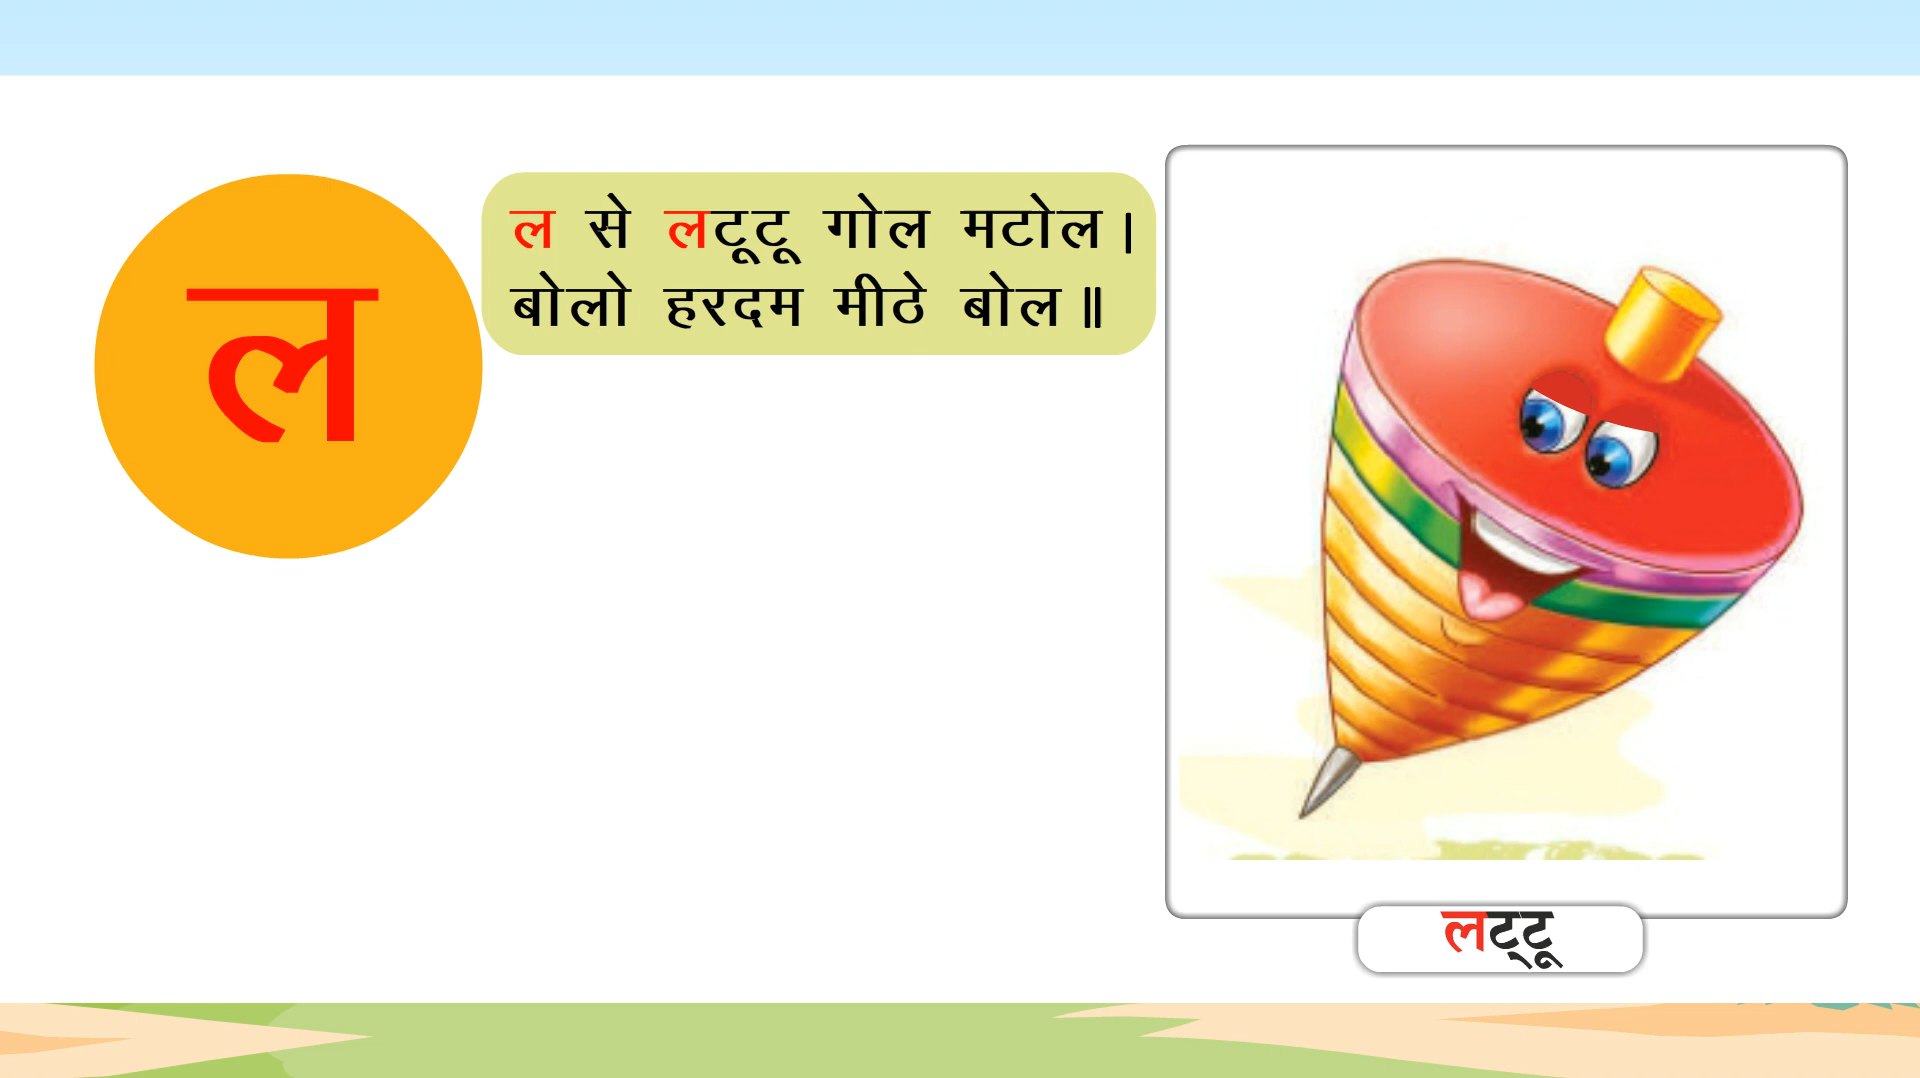 ल
ल से लटूटू गोल मटोल।
बोलो हरदम मीठे बोल॥
लट्टू